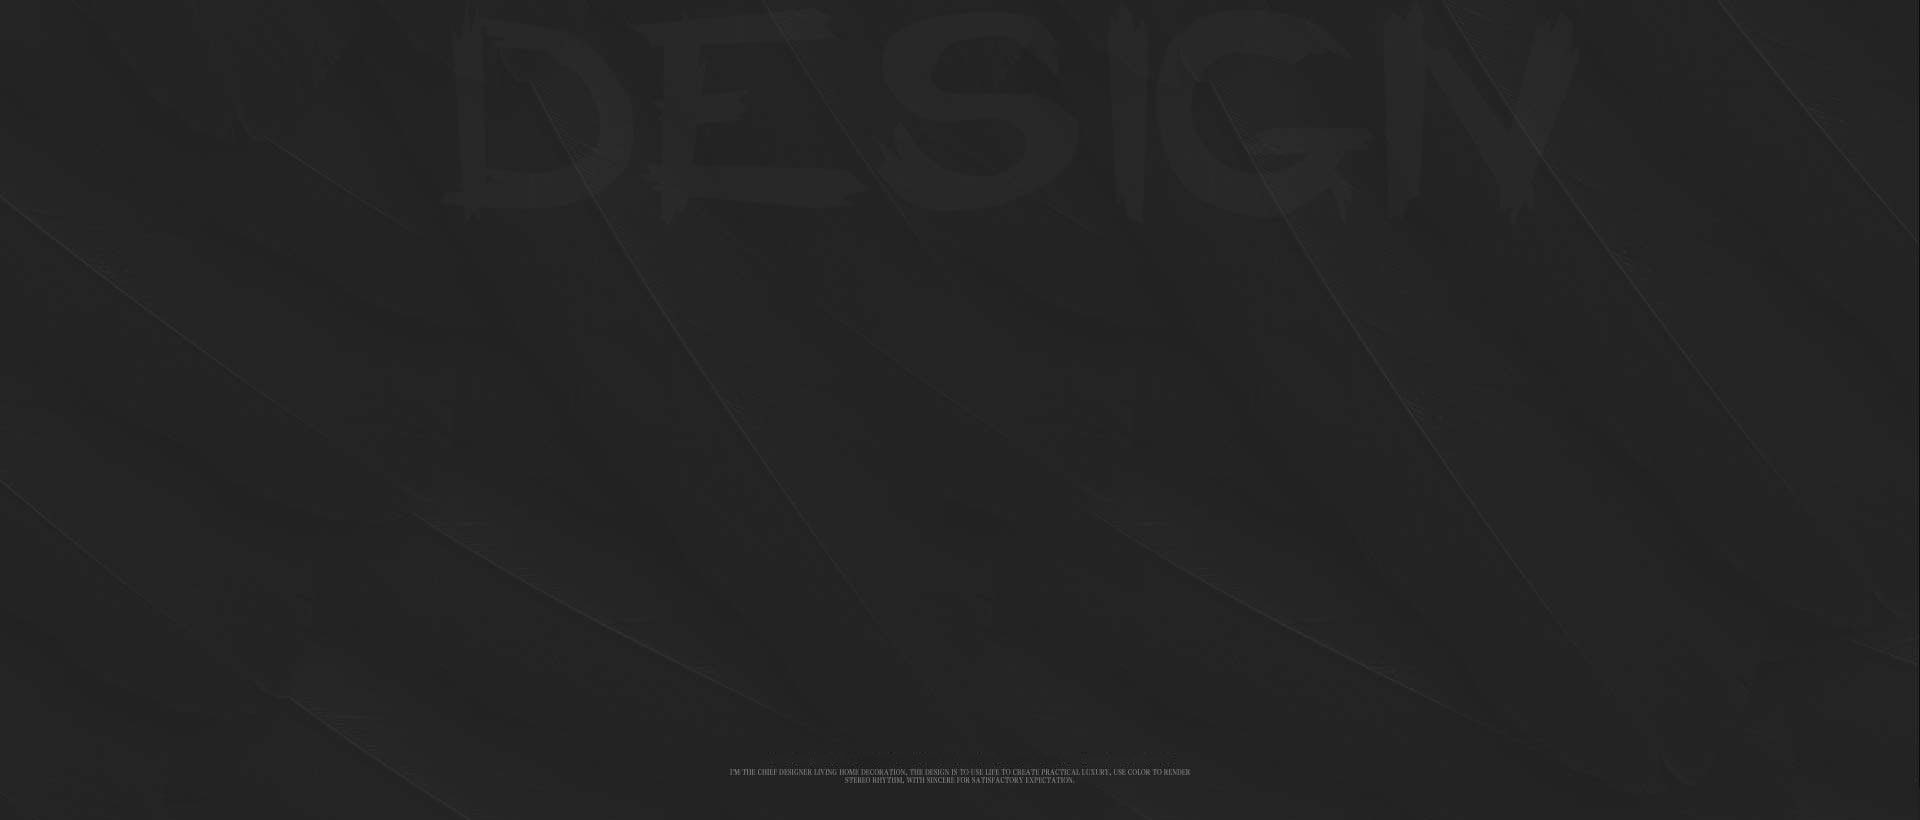 DESIGN
I'M THE CHIEF DESIGNER LIVING HOME DECORATION, THE DESIGN IS TO USE LIFE TO CREATE PRACTICAL LUXURY, USE COLOR TO RENDER
STEREO RHYTHM, WITH SINCERE FOR SATISFACTORY EXPECTATION.